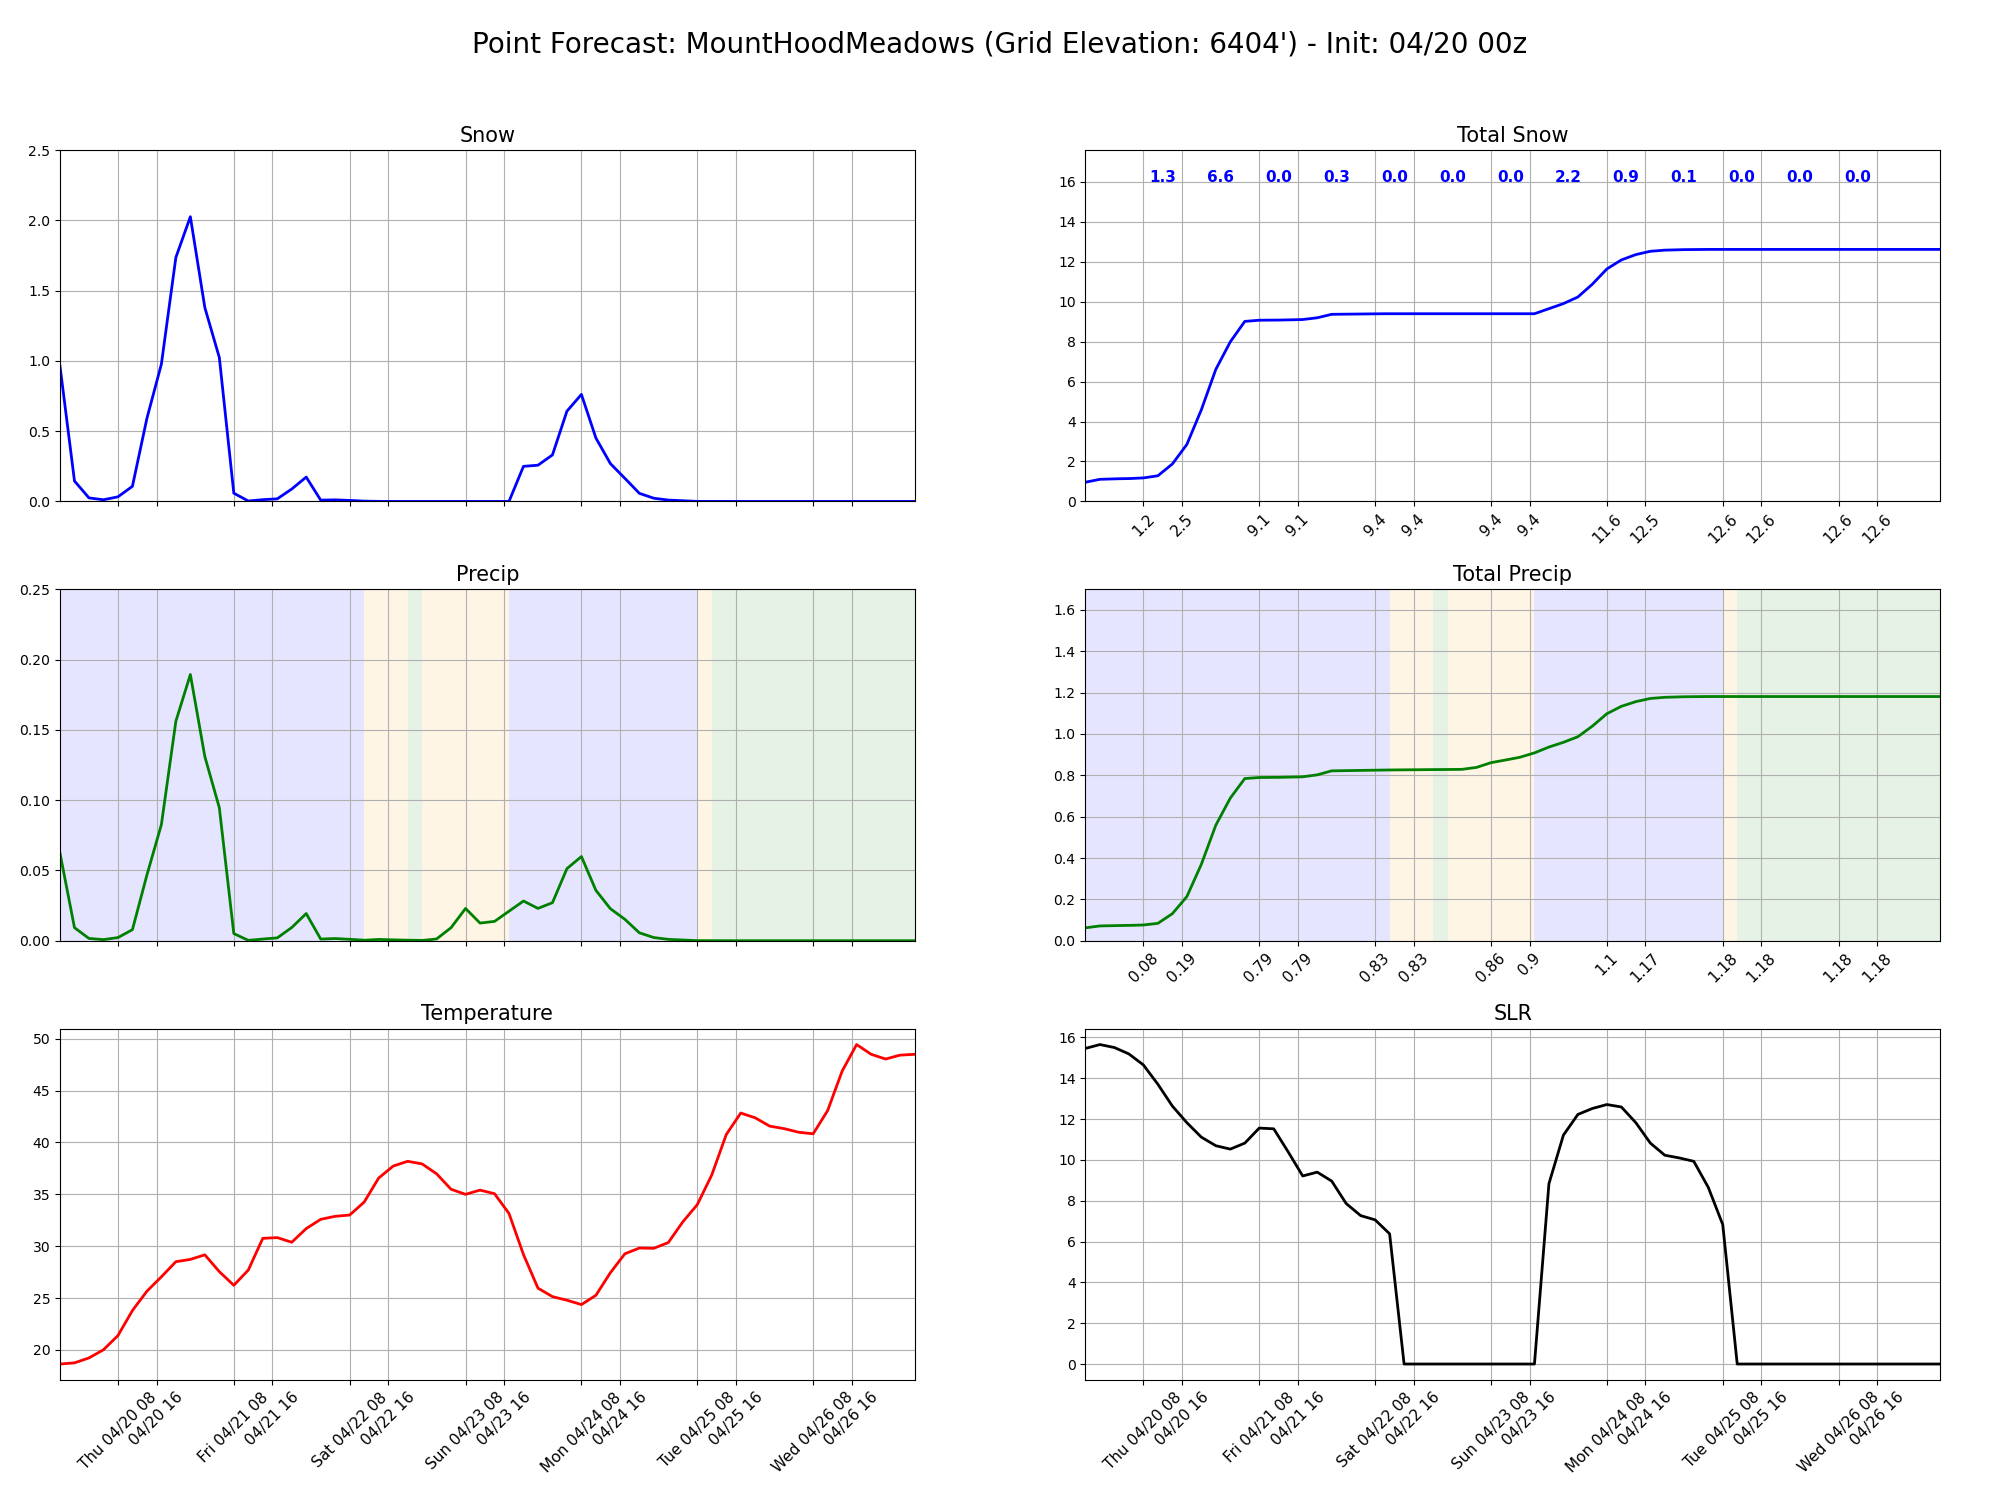 Point Forecast: MountHoodMeadows (Grid Elevation: 6404') - Init: 04/20 00z
Snow
2.5
2.0
1.5
1.0
0.5
0.0
Total Snow
1.3 6.6 0.0 0.3 0.0 0.0 0.0 2.2 0.9 0.1 0.0 0.0 0.0
16
14
12
10
8
6
4
2
0
1.2 2.5 9.1 9.1 9.4 9.4 9.4 9.4 11.6 12.5 12.6 12.6 12.6 12.6
Precip
0.25
0.20
0.15
0.10
0.05
0.00
Total Precip
1.6
1.4
1.2
1.0
0.8
0.6
0.4
0.2
0.0
0.08 0.19 0.79 0.79 0.83 0.83 0.86 0.9 1.1 1.17 1.18 1.18 1.18 1.18
Temperature
50
45
40
35
30
25
20
Thu 04/20 08
04/20 16
Fri 04/21 08
04/21 16
Sat 04/22 08
04/22 16
Sun 04/23 08
04/23 16
Mon 04/24 08
04/24 16
Tue 04/25 08
04/25 16
Wed 04/26 08
04/26 16
SLR
16
14
12
10
8
6
4
2
0
Thu 04/20 08
04/20 16
Fri 04/21 08
04/21 16
Sat 04/22 08
04/22 16
Sun 04/23 08
04/23 16
Mon 04/24 08
04/24 16
Tue 04/25 08
04/25 16
Wed 04/26 08
04/26 16